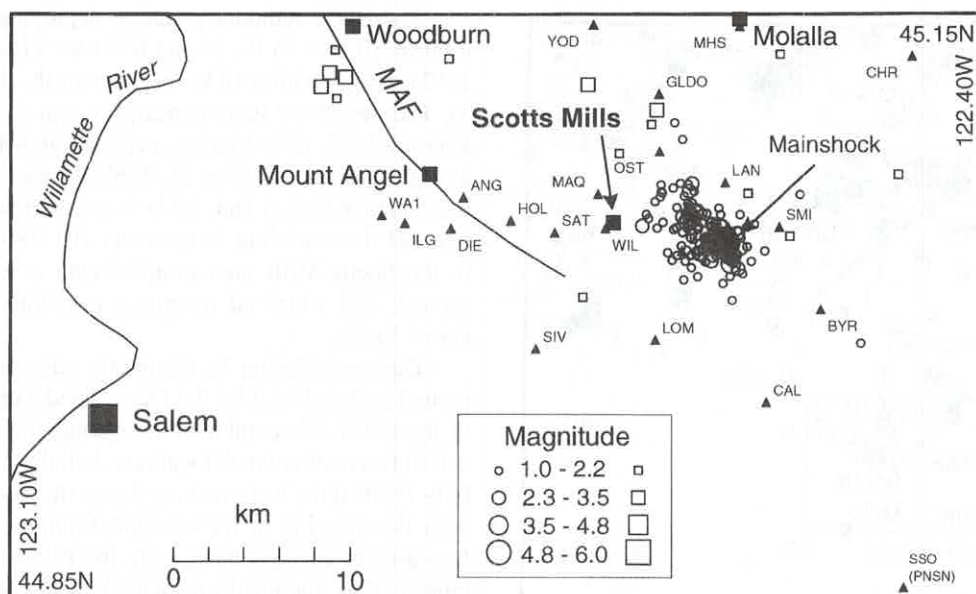 Woodburn
YOD
MHS
Molalla
45.15N
CHR
122.40W
River
MAF
GLDO
Scotts Mills
Mainshock
Willamette
Mount Angel
ANG
MAQ
OST
LAN
WA1
HOL
SAT
SMI
ILG
DIE
WIL
SIV
LOM
BYR
CAL
Salem
Magnitude
1.0 - 2.2
2.3 - 3.5
3.5 - 4.8
4.8 - 6.0
123.10W
km
0
10
44.85N
SSO
(PNSN)